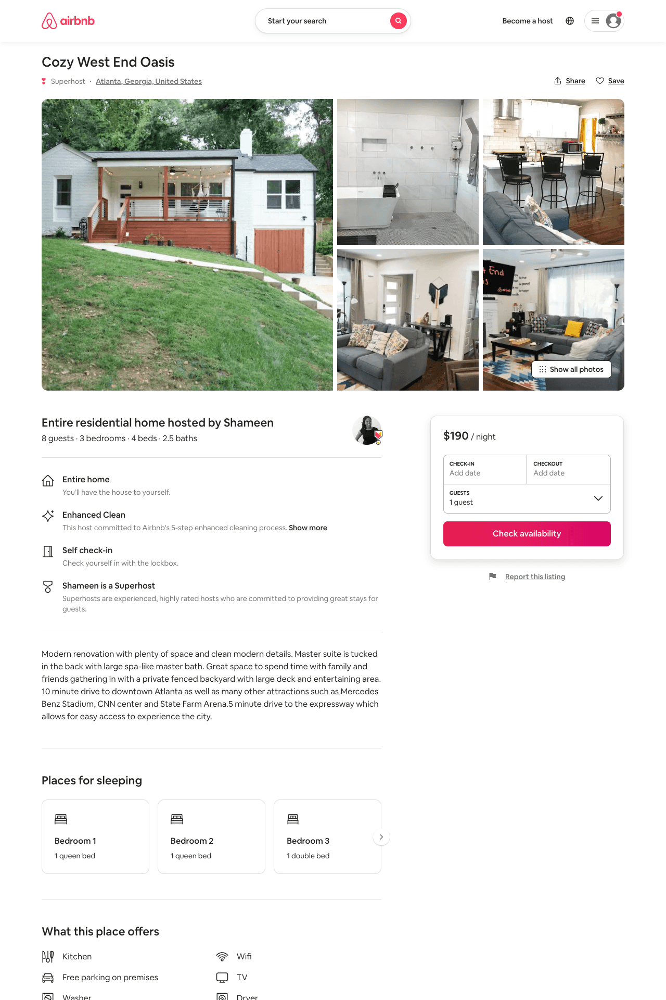 airbnb
Start your search
Become a host
Cozy West End Oasis
Superhost · Atlanta, Georgia, United States
Share
Save
End
airbnb
Show all photos
Entire residential home hosted by Shameen
8 guests · 3 bedrooms · 4 beds · 2.5 baths
Entire home
You'll have the house to yourself.
Enhanced Clean
This host committed to Airbnb's 5-step enhanced cleaning process. Show more
Self check-in
Check yourself in with the lockbox.
Shameen is a Superhost
Superhosts are experienced, highly rated hosts who are committed to providing great stays for
guests.
$190 / night
CHECK-IN
Add date
CHECKOUT
Add date
GUESTS
1 guest
Check availability
Report this listing
Modern renovation with plenty of space and clean modern details. Master suite is tucked
in the back with large spa-like master bath. Great space to spend time with family and
friends gathering in with a private fenced backyard with large deck and entertaining area.
10 minute drive to downtown Atlanta as well as many other attractions such as Mercedes
Benz Stadium, CNN center and State Farm Arena.5 minute drive to the expressway which
allows for easy access to experience the city.
Places for sleeping
Bedroom 1
1 queen bed
Bedroom 2
1 queen bed
Bedroom 3
1 double bed
What this place offers
Kitchen
Wifi
Free parking on premises
TV
Washer
Dryer